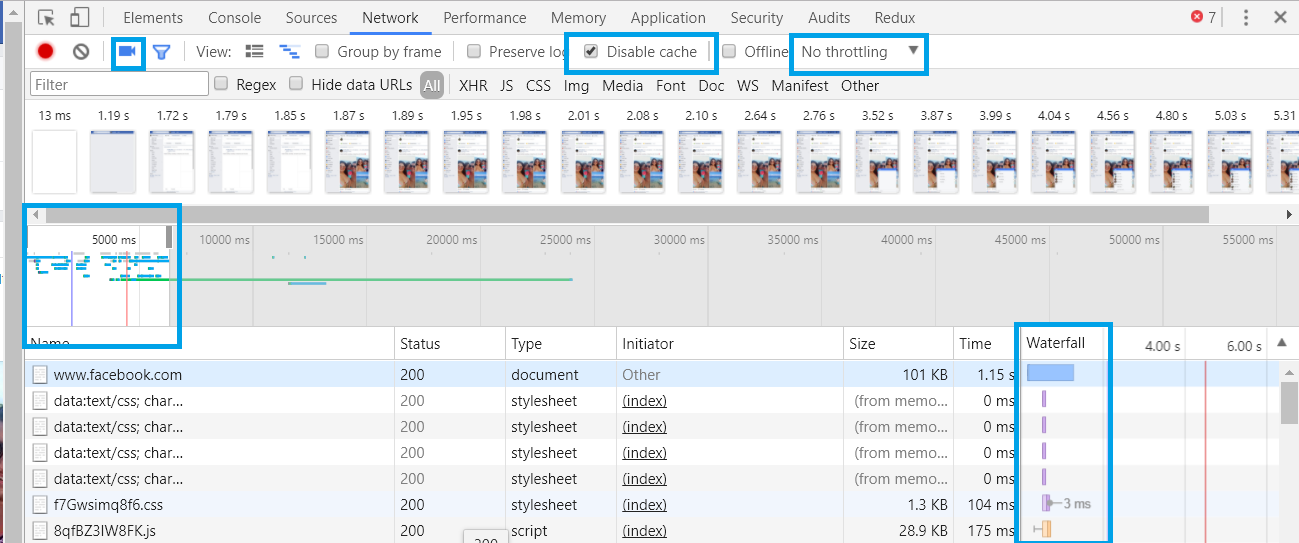 Elements Console Sources Network Performance Memory Application Security Audits Redux 7
View: Group by frame Preserve log Disable cache Offline No throttling
Filter Regex Hide data URLs All XHR JS CSS Img Media Font Doc WS Manifest Other
13 ms 1.19 s 1.72 s 1.79 s 1.85 s 1.87 s 1.89 s 1.95 s 1.98 s 2.01 s 2.08 s 2.10 s 2.64 s 2.76 s 3.52 s 3.87 s 3.99 s 4.04 s 4.56 s 4.80 s 5.03 s 5.31
5000 ms 10000 ms 15000 ms 20000 ms 25000 ms 30000 ms 35000 ms 40000 ms 45000 ms 50000 ms 55000 ms
Name Status Type Initiator Size Time Waterfall 4.00 s 6.00 s
www.facebook.com 200 document Other 101 KB 1.15 s
data:text/css; char... 200 stylesheet (index) (from memo... 0 ms
data:text/css; char... 200 stylesheet (index) (from memo... 0 ms
data:text/css; char... 200 stylesheet (index) (from memo... 0 ms
data:text/css; char... 200 stylesheet (index) (from memo... 0 ms
f7Gwsimq8f6.css 200 stylesheet (index) 1.3 KB 104 ms 3 ms
8qfBZ3IW8FK.js 200 script (index) 28.9 KB 175 ms
200